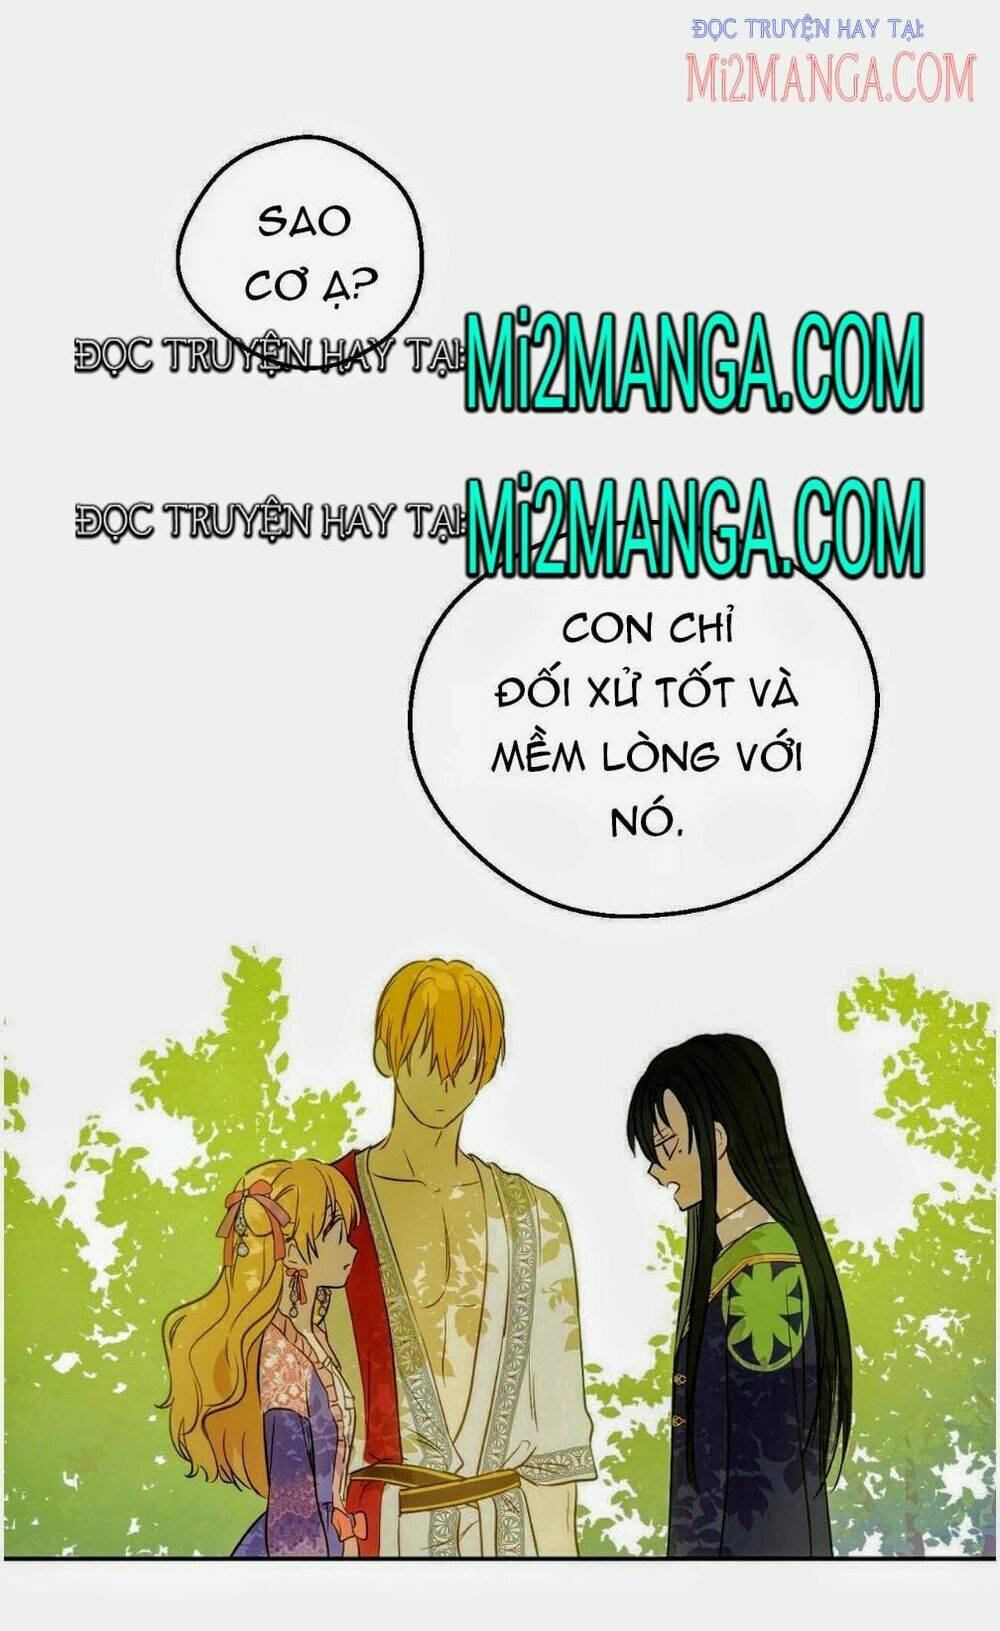 ĐỌC TRUYỆN HAY TẠI:
Mi2MANGA.COM
SAO
CƠ Ạ?
ĐỌC TRUYỆN HAY TẠI: Mi2MANGA.COM
ĐỌC TRUYỆN HAY TẠI: Mi2MANGA.COM
CON CHỈ
ĐỐI XỬ TỐT VÀ
MỀM LÒNG VỚI
NÓ.